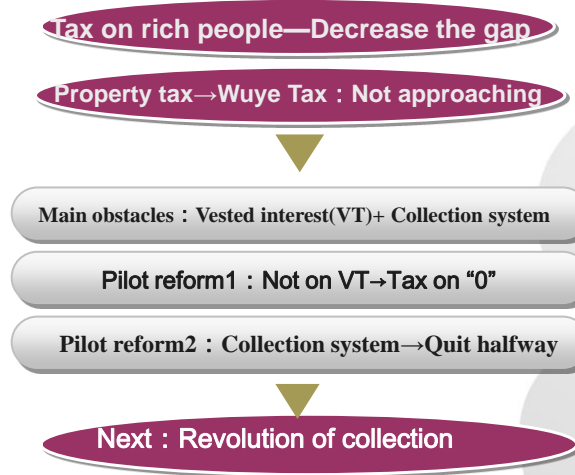 Tax on rich people—Decrease the gap
Property tax→Wuye Tax：Not approaching
Main obstacles：Vested interest(VT)+ Collection system
Pilot reform1：Not on VT→Tax on “0”
Pilot reform2：Collection system→Quit halfway
Next：Revolution of collection